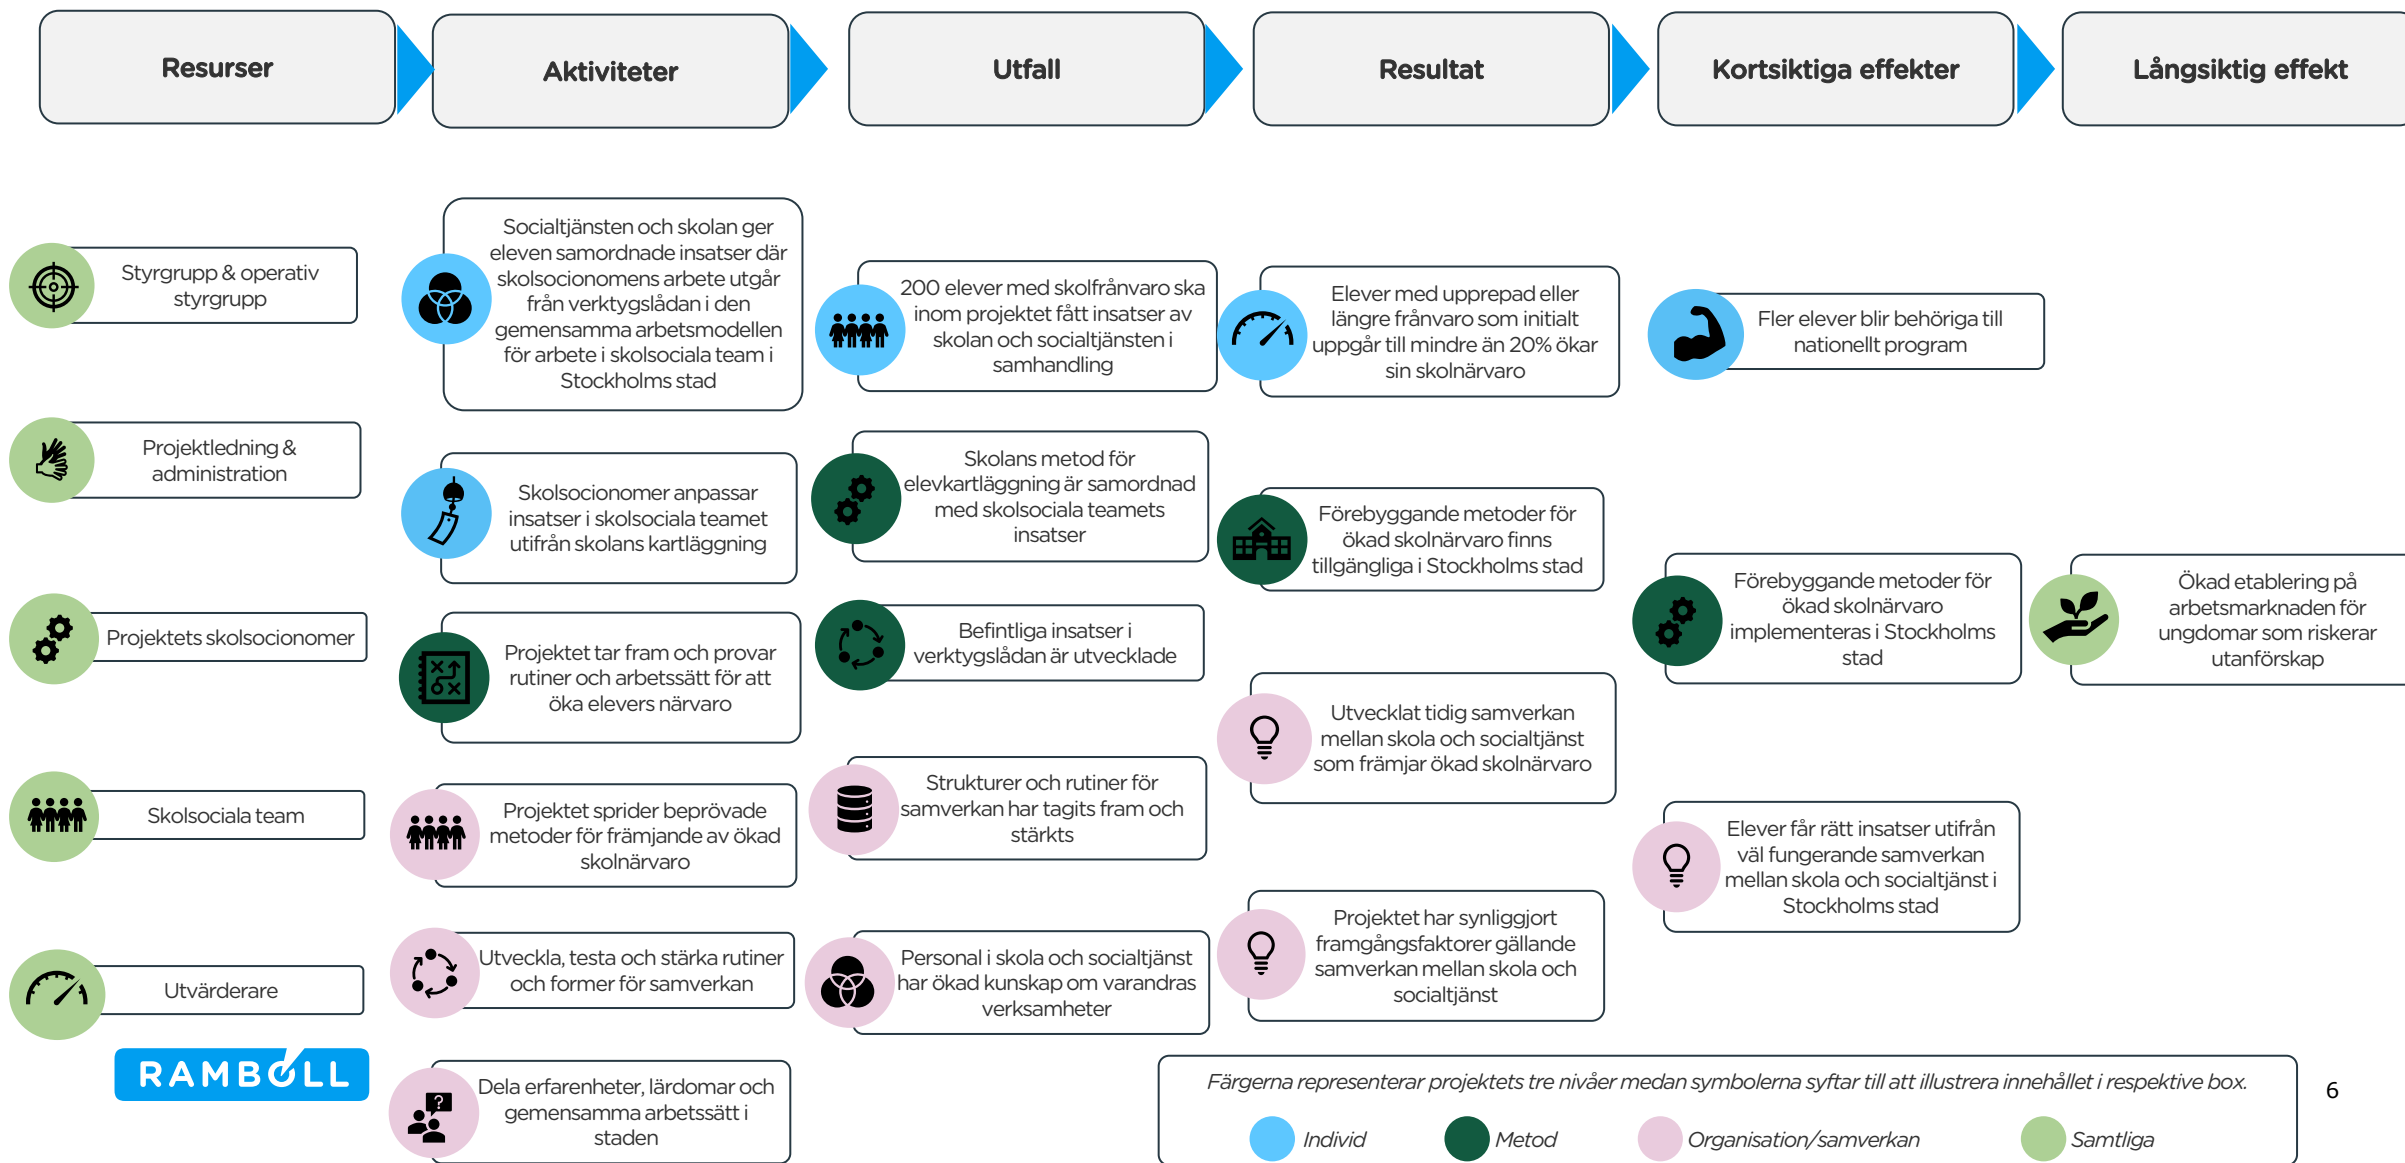 Resurser
Aktiviteter
Utfall
Resultat
Kortsiktiga effekter
Långsiktig effekt
Styrgrupp & operativ
styrgrupp
Projektledning &
administration
Projektets skolsocionomer
Skolsociala team
Utvärderare
Socialtjänsten och skolan ger
eleven samordnade insatser där
skolsocionomens arbete utgår
från verktygslådan i den
gemensamma arbetsmodellen
för arbete i skolsociala team i
Stockholms stad
Skolsocionomer anpassar
insatser i skolsociala teamet
utifrån skolans kartläggning
Projektet tar fram och provar
rutiner och arbetssätt för att
öka elevers närvaro
Projektet sprider beprövade
metoder för främjande av ökad
skolnärvaro
Utveckla, testa och stärka rutiner
och former för samverkan
Dela erfarenheter, lärdomar och
gemensamma arbetssätt i
staden
200 elever med skolfrånvaro ska
inom projektet fått insatser av
skolan och socialtjänsten i
samhandling
Skolans metod för
elevkartläggning är samordnad
med skolsociala teamets
insatser
Befintliga insatser i
verktygslådan är utvecklade
Strukturer och rutiner för
samverkan har tagits fram och
stärkts
Personal i skola och socialtjänst
har ökad kunskap om varandras
verksamheter
Elever med upprepad eller
längre frånvaro som initialt
uppgår till mindre än 20% ökar
sin skolnärvaro
Förebyggande metoder för
ökad skolnärvaro finns
tillgängliga i Stockholms stad
Utvecklat tidig samverkan
mellan skola och socialtjänst
som främjar ökad skolnärvaro
Projektet har synliggjort
framgångsfaktorer gällande
samverkan mellan skola och
socialtjänst
Fler elever blir behöriga till
nationellt program
Förebyggande metoder för
ökad skolnärvaro
implementeras i Stockholms
stad
Elever får rätt insatser utifrån
väl fungerande samverkan
mellan skola och socialtjänst i
Stockholms stad
Ökad etablering på
arbetsmarknaden för
ungdomar som riskerar
utanförskap
RAMBOLL
Färgerna representerar projektets tre nivåer medan symbolerna syftar till att illustrera innehållet i respektive box.
Individ
Metod
Organisation/samverkan
Samtliga
6